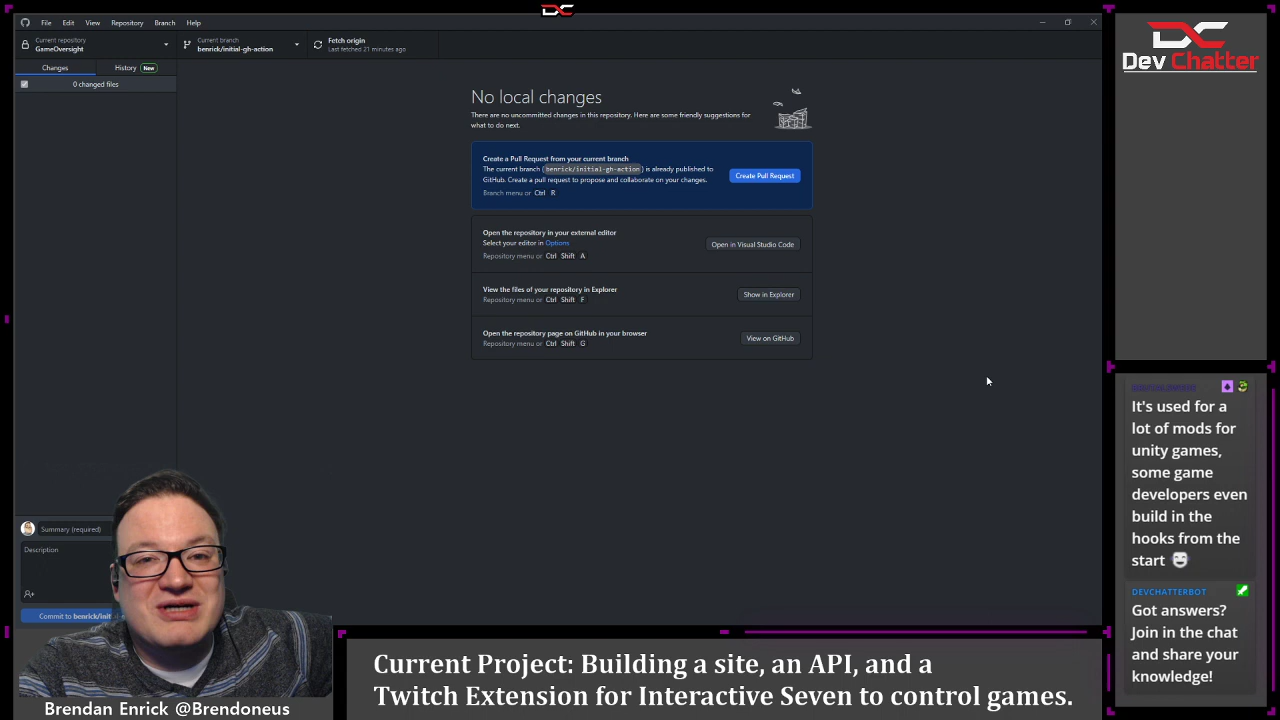 DC
File Edit View Repository Branch Help
Current repository
GameOversight
Current branch
benrick/initial-gh-action
Fetch origin
Last fetched 21 minutes ago
Changes
History New
0 changed files
No local changes
There are no uncommitted changes in this repository. Here are some friendly suggestions for
what to do next.
Create a Pull Request from your current branch
The current branch (benrick/initial-gh-action) is already published to
GitHub. Create a pull request to propose and collaborate on your changes.
Branch menu or Ctrl R
Create Pull Request
Open the repository in your external editor
Select your editor in Options
Repository menu or Ctrl Shift A
Open in Visual Studio Code
View the files of your repository in Explorer
Repository menu or Ctrl Shift F
Show in Explorer
Open the repository page on GitHub in your browser
Repository menu or Ctrl Shift G
View on GitHub
Summary (required)
Description
Commit to benrick/init
DC
Dev Chatter
It's used for a
lot of mods for
unity games,
some game
developers even
build in the
hooks from the
start
DEVCHATTERBOT
Got answers?
Join in the chat
and share your
knowledge!
Current Project: Building a site, an API, and a
Twitch Extension for Interactive Seven to control games.
Brendan Enrick @Brendoneus